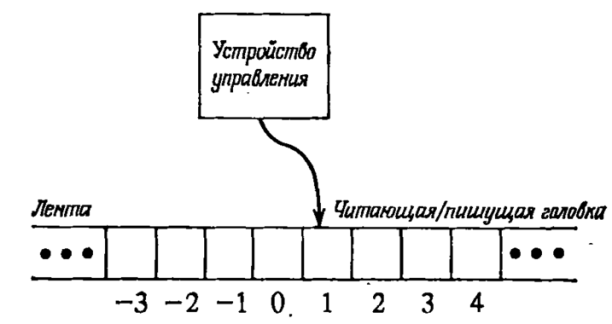 Устройство
управления
Лента Читающая/пишущая головка
••• •••
-3 -2 -1 0 1 2 3 4